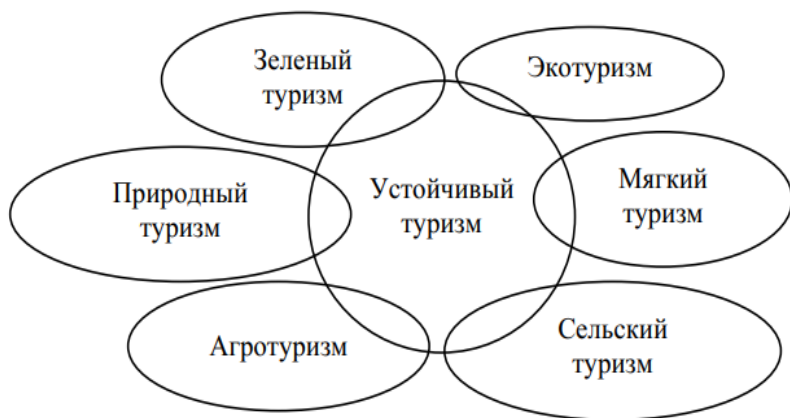 Зеленый
туризм
Экотуризм
Природный
туризм
Устойчивый
туризм
Мягкий
туризм
Агротуризм
Сельский
туризм